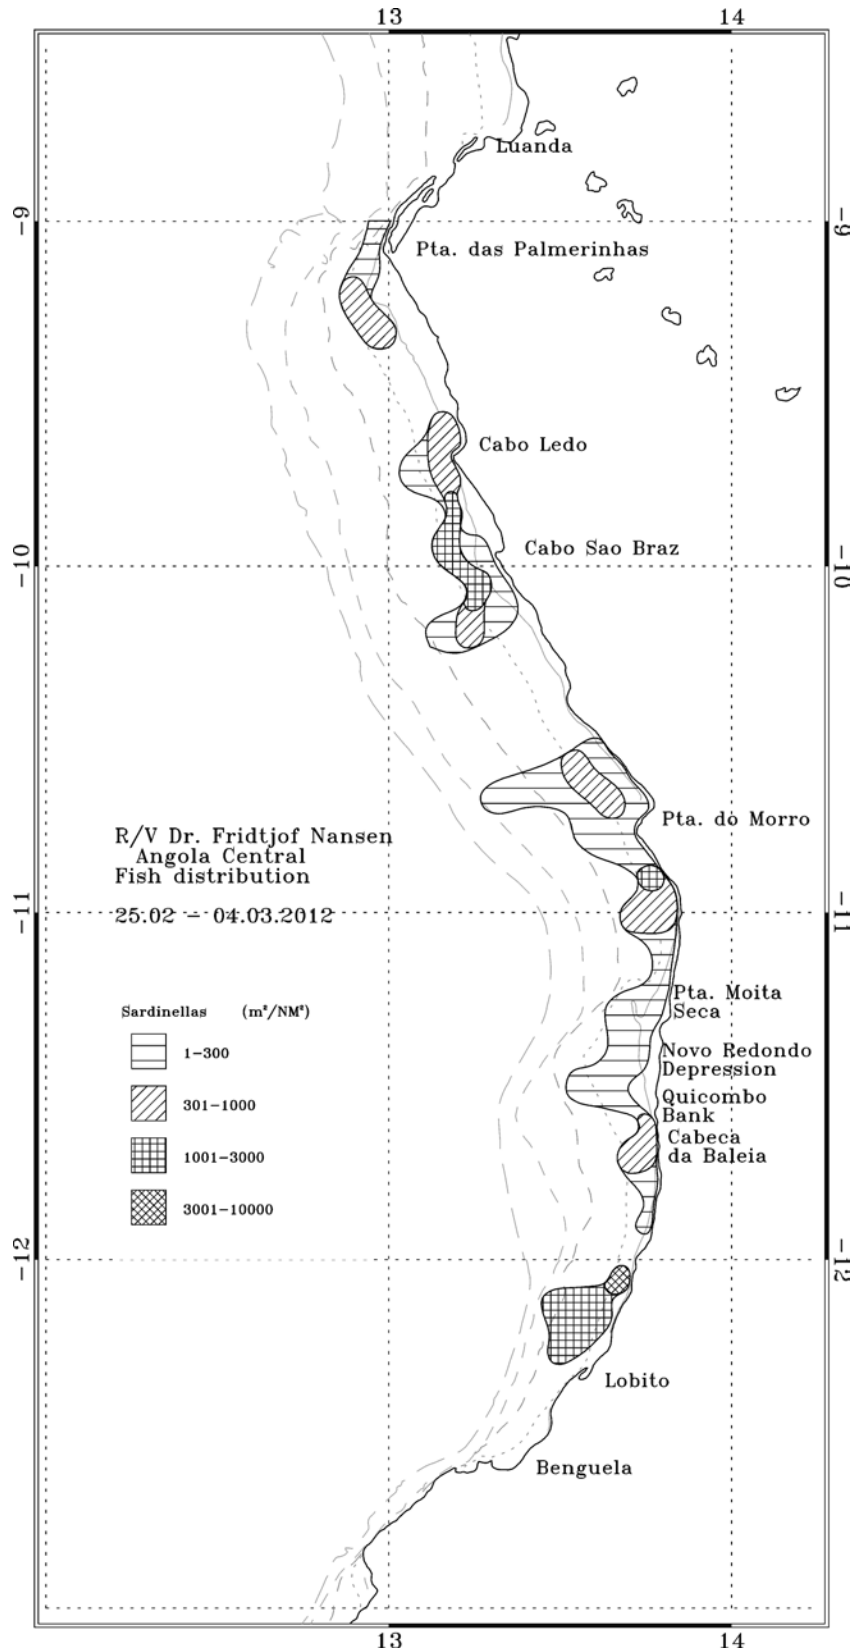 13 14
Luanda
-9 -9
Pta. das Palmerinhas
Cabo Ledo
Cabo Sao Braz
-10 -10
Pta. do Morro
R/V Dr. Fridtjof Nansen
Angola Central
Fish distribution
25.02 - 04.03.2012
-11 -11
Pta. Moita
Seca
Sardinellas (m²/NM²)
1-300
Novo Redondo
Depression
301-1000
Quicombo
Bank
Cabeca
da Baleia
1001-3000
3001-10000
-12 -12
Lobito
Benguela
13 14